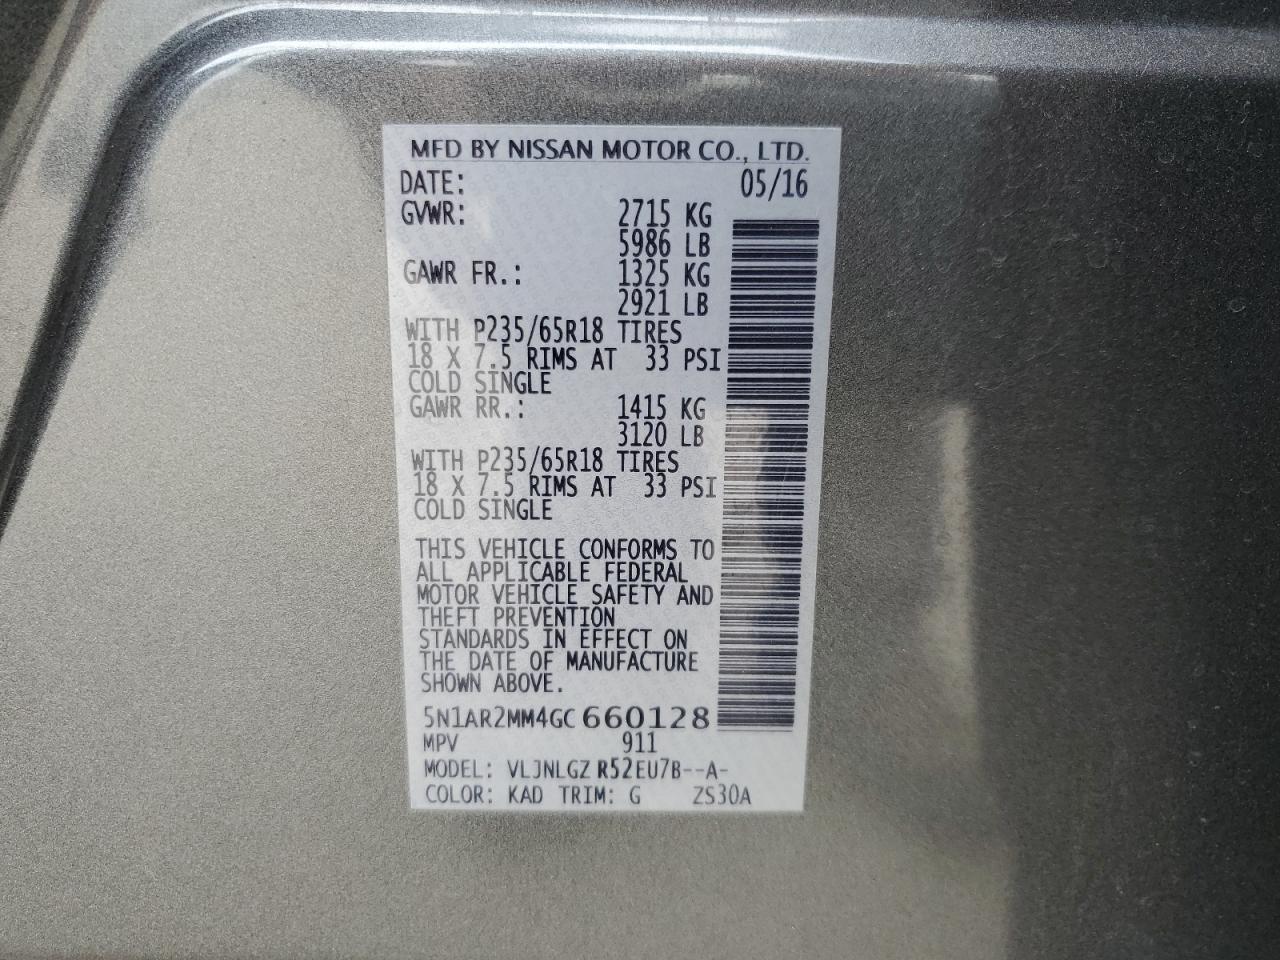 MFD BY NISSAN MOTOR CO., LTD.
DATE: 05/16
GVWR: 2715 KG
5986 LB
GAWR FR.: 1325 KG
2921 LB
WITH P235/65R18 TIRES
18 X 7.5 RIMS AT 33 PSI
COLD SINGLE
GAWR RR.: 1415 KG
3120 LB
WITH P235/65R18 TIRES
18 X 7.5 RIMS AT 33 PSI
COLD SINGLE
THIS VEHICLE CONFORMS TO
ALL APPLICABLE FEDERAL
MOTOR VEHICLE SAFETY AND
THEFT PREVENTION
STANDARDS IN EFFECT ON
THE DATE OF MANUFACTURE
SHOWN ABOVE.
5N1AR2MM4GC660128
MPV 911
MODEL: VLJNLGZ R52EU7B--A-
COLOR: KAD TRIM: G ZS30A